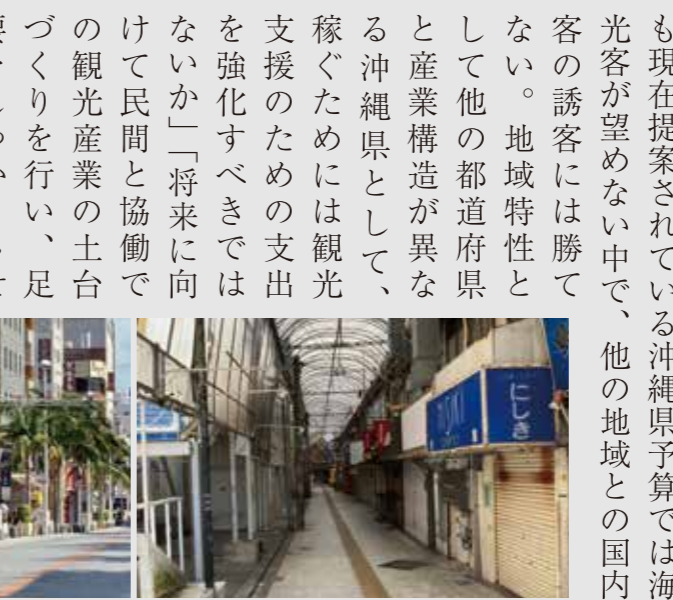 も現在提案されている沖縄県予算では海
光客が望めない中で、他の地域との国内
客の誘客には勝て
ない。地域特性と
して他の都道府県
と産業構造が異な
る沖縄県として、
稼ぐためには観光
支援のための支出
を強化すべきでは
ないか」「将来に向
けて民間と協働で
の観光産業の土台
づくりを行い、足
にしき